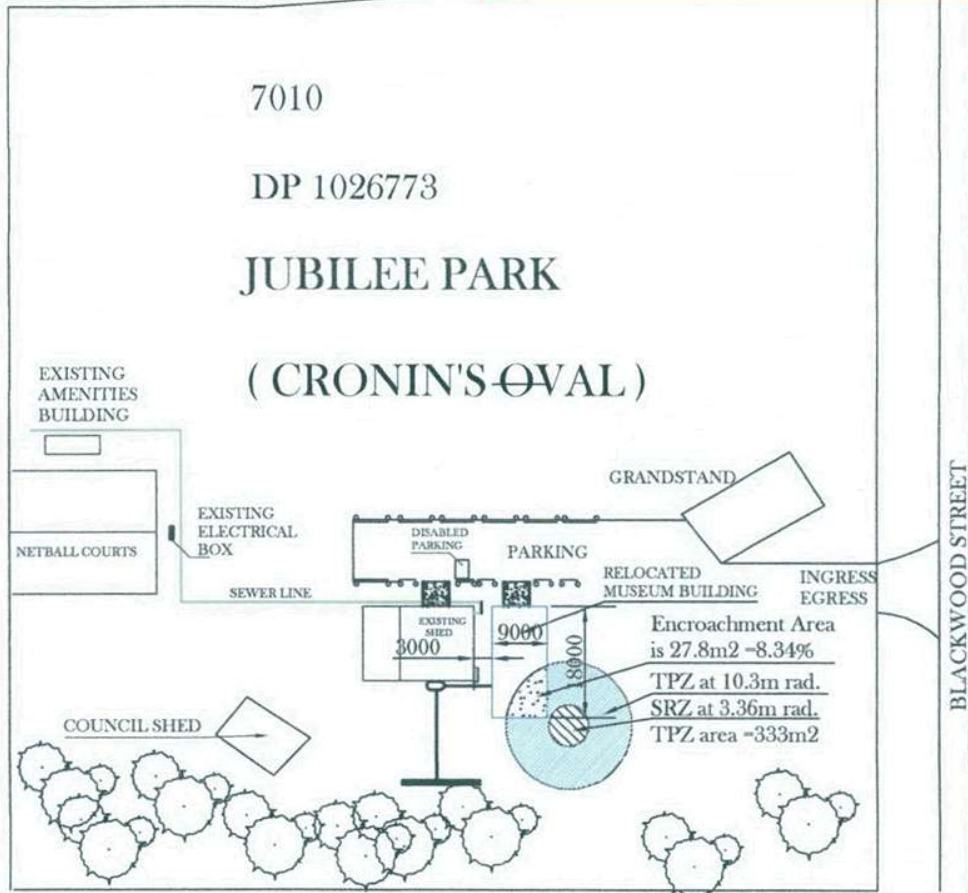 7010
DP 1026773
JUBILEE PARK
( CRONIN'S OVAL )
EXISTING
AMENITIES
BUILDING
GRANDSTAND
EXISTING
ELECTRICAL
BOX
NETBALL COURTS
DISABLED
PARKING
PARKING
SEWER LINE
RELOCATED
MUSEUM BUILDING
INGRESS
EGRESS
BLACKWOOD STREET
EXISTING
SHED
3000
9000
18000
Encroachment Area
is 27.8m2 =8.34%
TPZ at 10.3m rad.
SRZ at 3.36m rad.
TPZ area =333m2
COUNCIL SHED